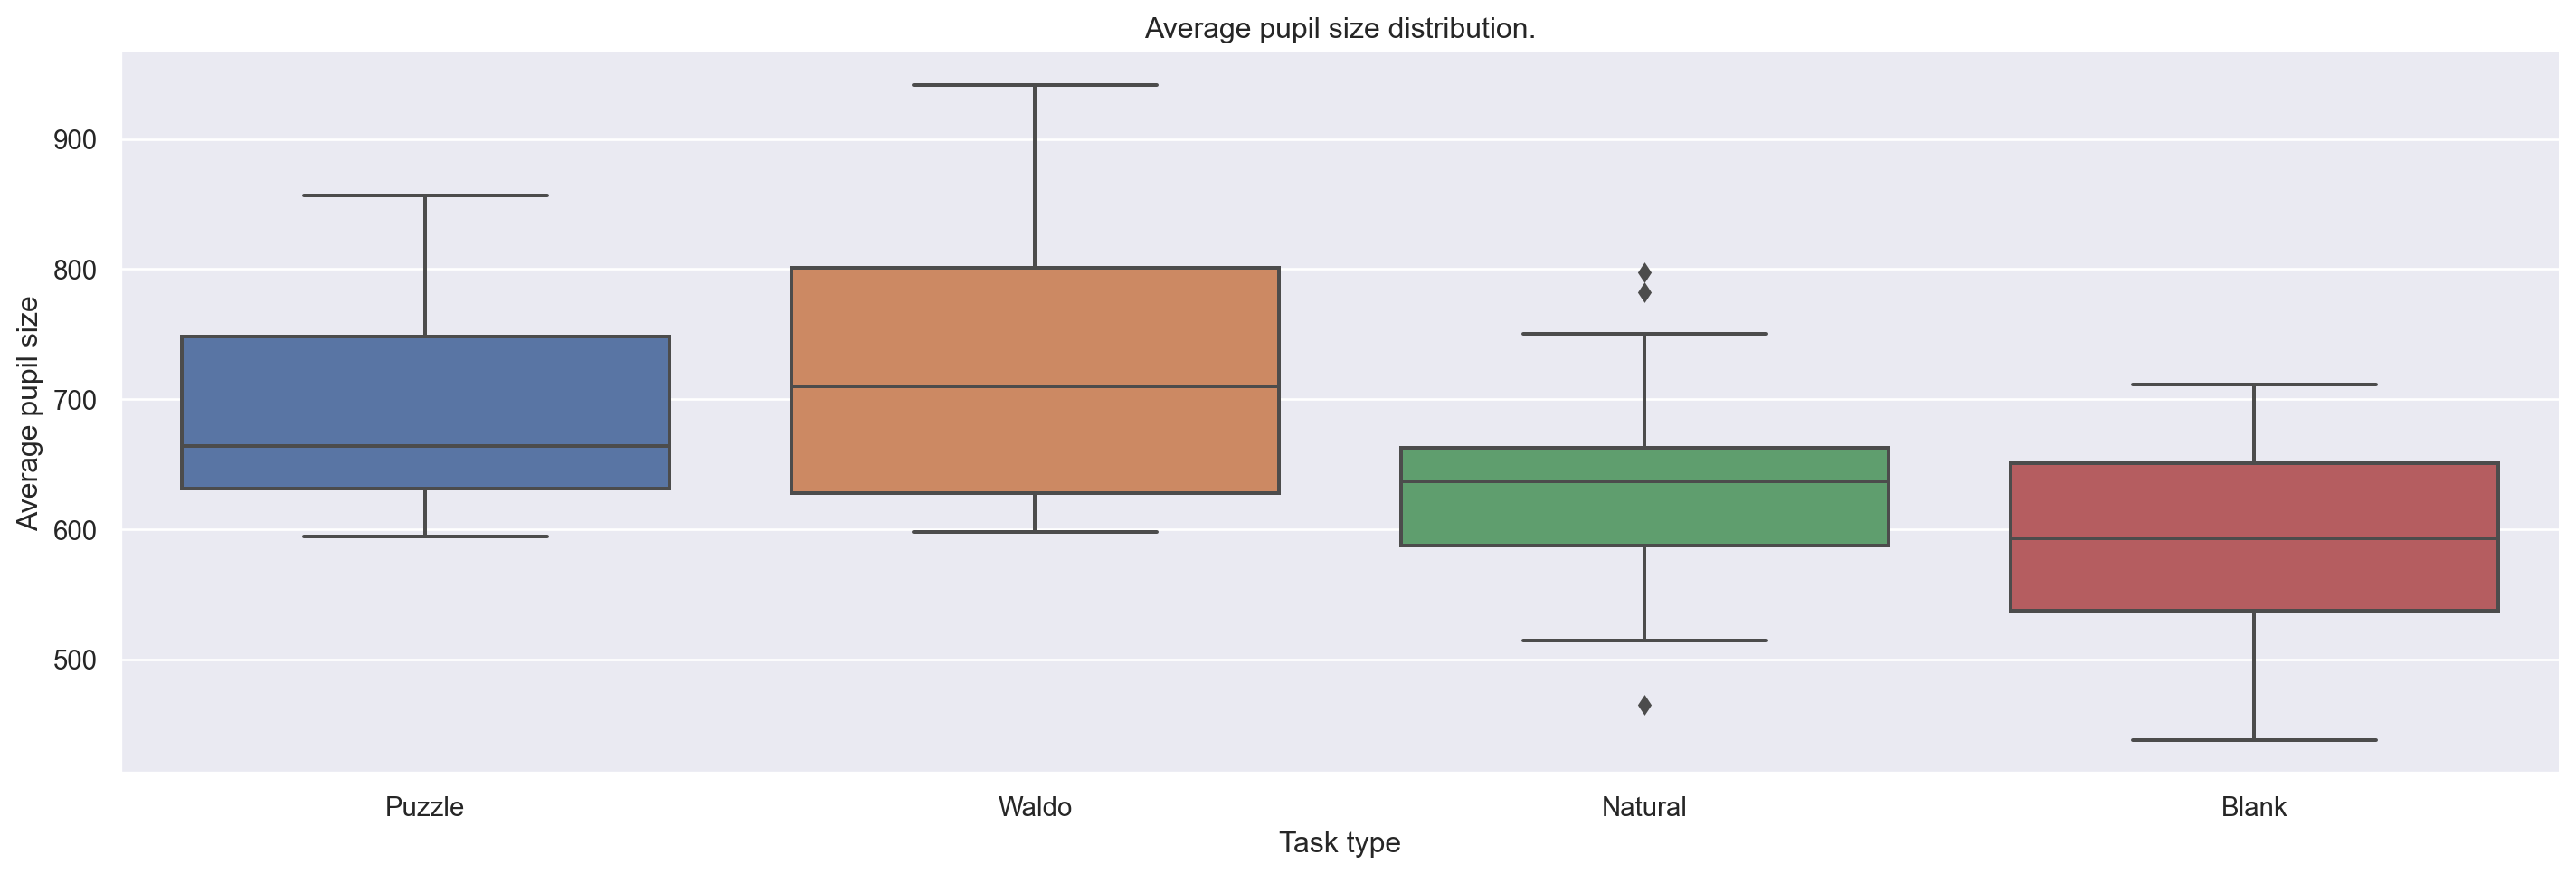 Average pupil size distribution.
900
800
700
600
500
Average pupil size
Puzzle
Waldo
Natural
Blank
Task type